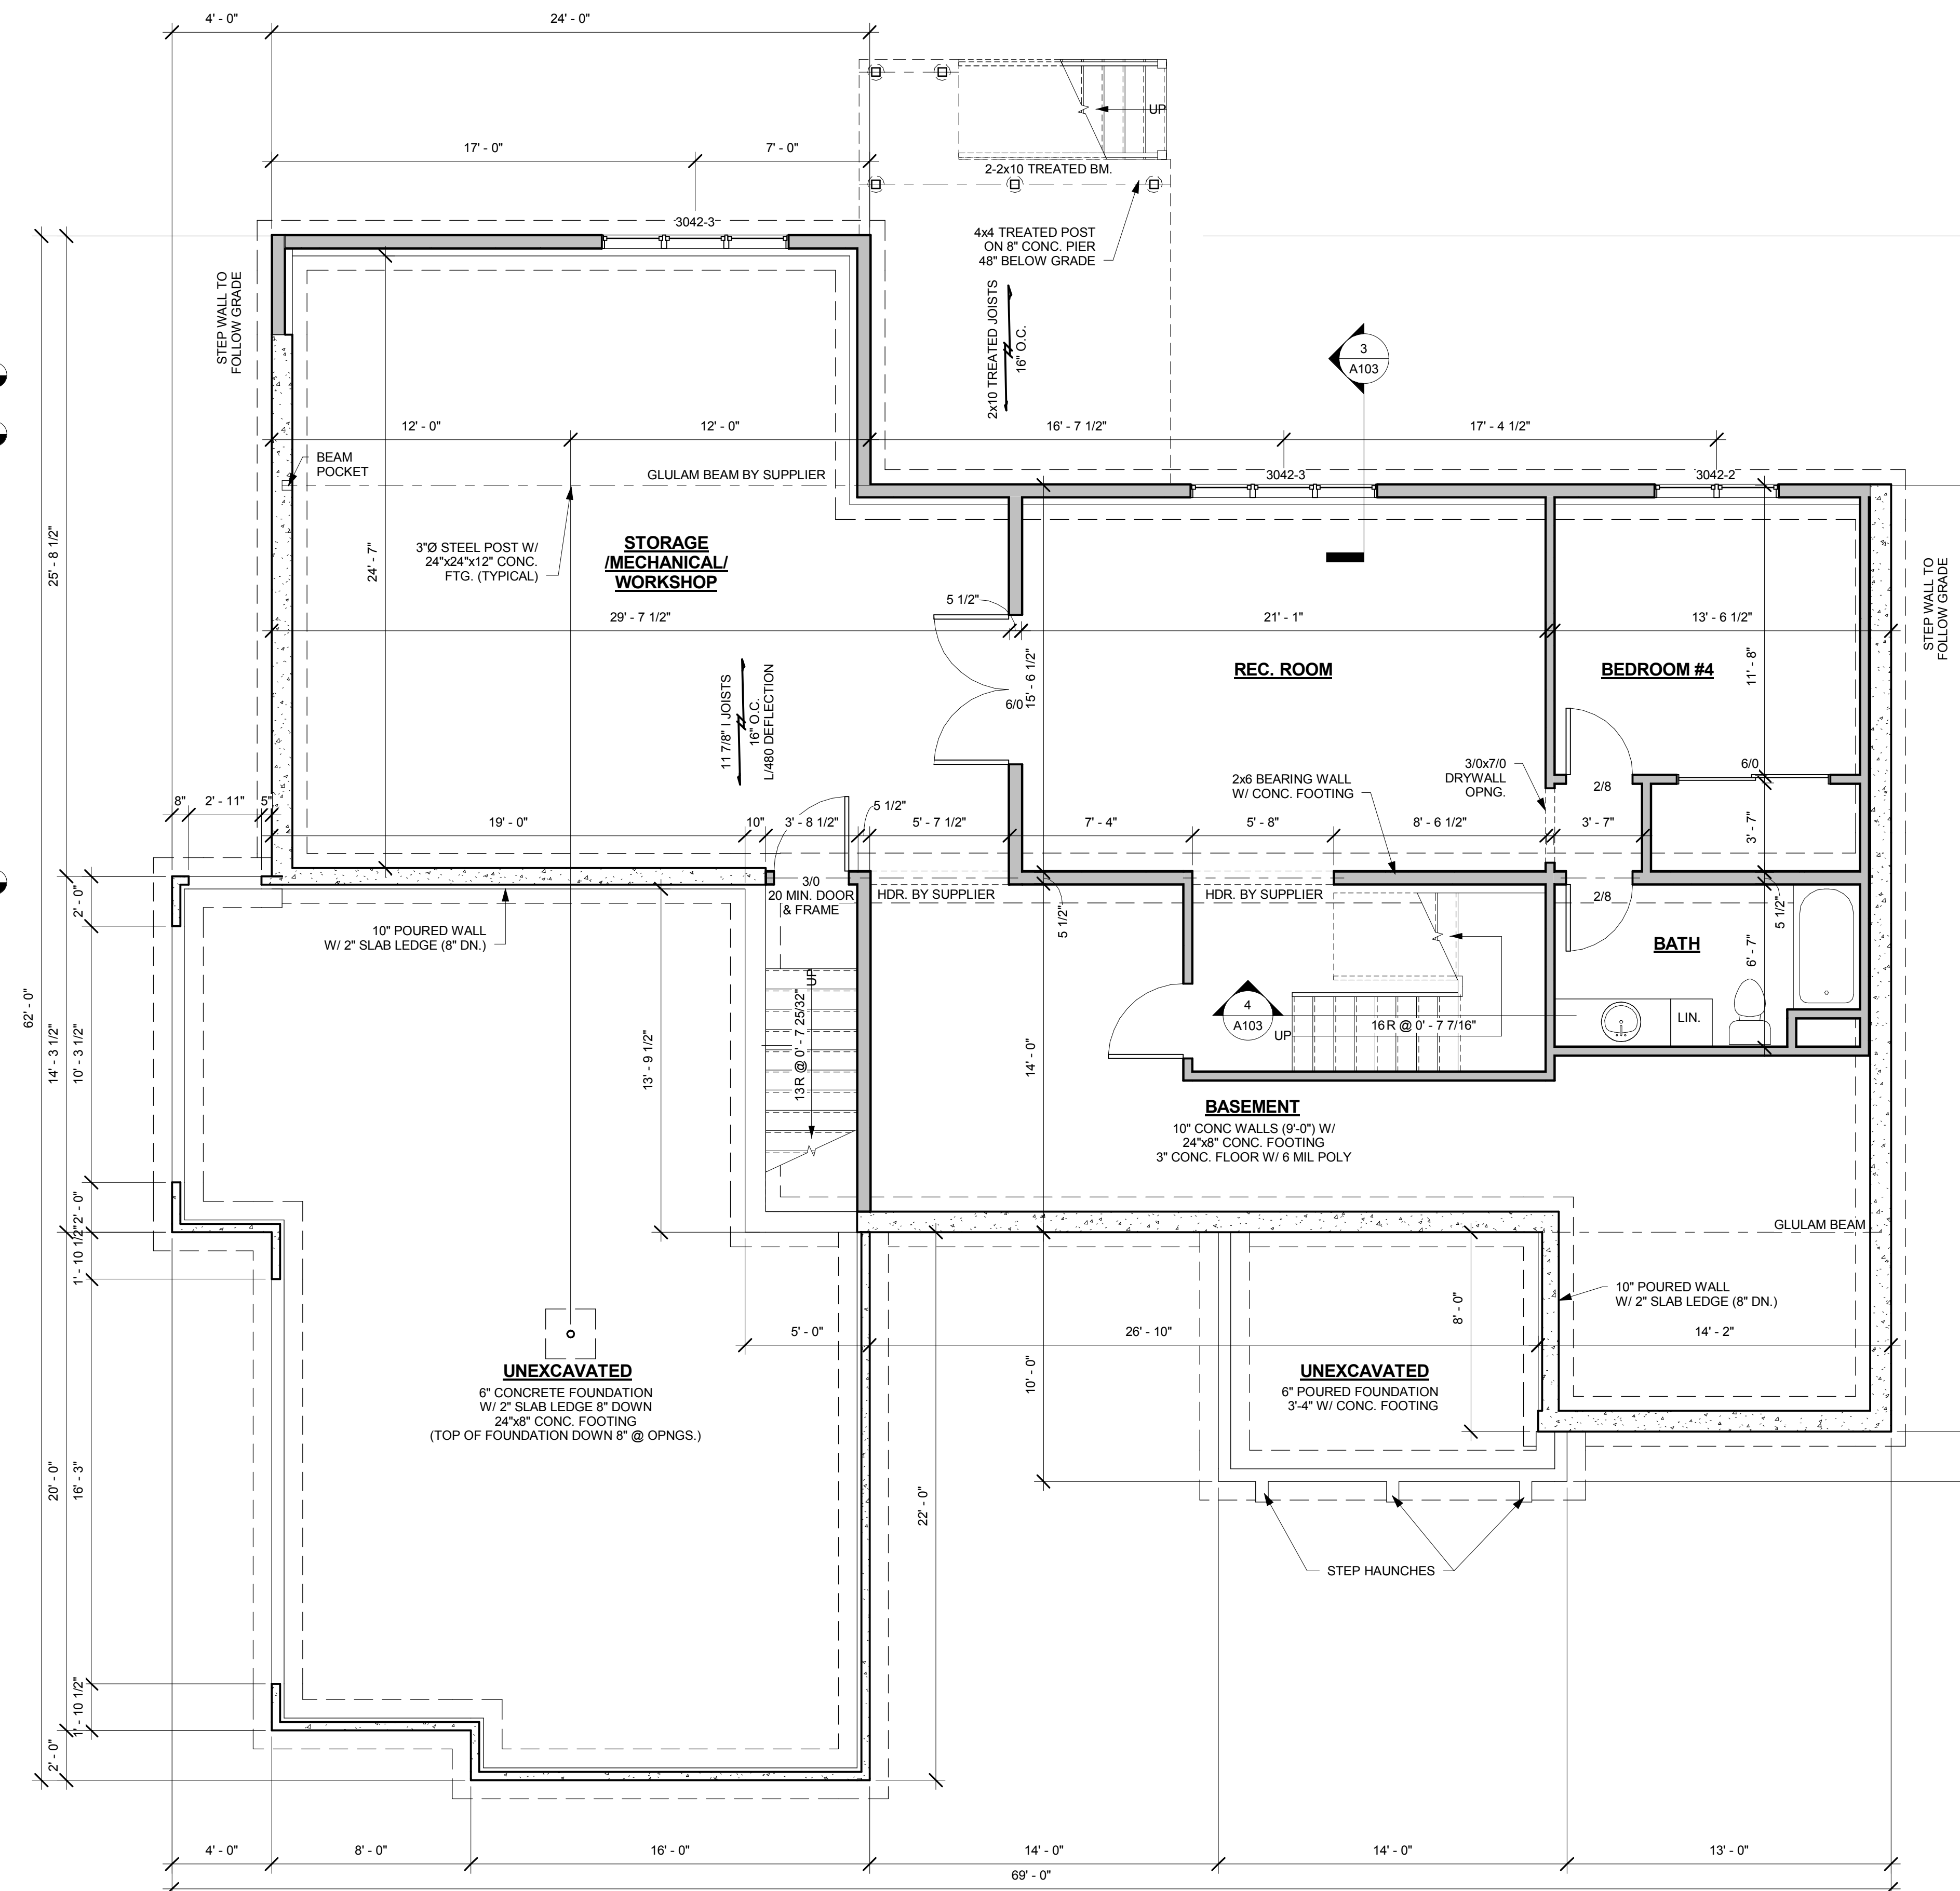 4' - 0"
24' - 0"
UP
17' - 0"
7' - 0"
2-2x10 TREATED BM.
3042-3
4x4 TREATED POST
ON 8" CONC. PIER
48" BELOW GRADE
STEP WALL TO
FOLLOW GRADE
2x10 TREATED JOISTS
16" O.C.
3
A103
12' - 0"
12' - 0"
16' - 7 1/2"
17' - 4 1/2"
BEAM
POCKET
GLULAM BEAM BY SUPPLIER
3042-3
3042-2
25' - 8 1/2"
24' - 7"
3"Ø STEEL POST W/
24"x24"x12" CONC.
FTG. (TYPICAL)
STORAGE
/MECHANICAL/
WORKSHOP
STEP WALL TO
FOLLOW GRADE
5 1/2"
29' - 7 1/2"
21' - 1"
13' - 6 1/2"
REC. ROOM
BEDROOM #4
11' - 8"
15' - 6 1/2"
6/0
11 7/8" I JOISTS
16" O.C.
L/480 DEFLECTION
2x6 BEARING WALL
W/ CONC. FOOTING
3/0x7/0
DRYWALL
OPNG.
6/0
2/8
8"
2' - 11"
5"
19' - 0"
10"
3' - 8 1/2"
5 1/2"
5' - 7 1/2"
7' - 4"
5' - 8"
8' - 6 1/2"
3' - 7"
3' - 7"
3/0
20 MIN. DOOR
& FRAME
HDR. BY SUPPLIER
HDR. BY SUPPLIER
2/8
2' - 0"
10" POURED WALL
W/ 2" SLAB LEDGE (8" DN.)
5 1/2"
5 1/2"
BATH
6' - 7"
62' - 0"
14' - 3 1/2"
10' - 3 1/2"
13' - 9 1/2"
UP
13R @ 0' - 7 25/32"
14' - 0"
4
A103
UP
16R @ 0' - 7 7/16"
LIN.
BASEMENT
10" CONC WALLS (9'-0") W/
24"x8" CONC. FOOTING
3" CONC. FLOOR W/ 6 MIL POLY
2' - 0"
1' - 10 1/2"
GLULAM BEAM
10" POURED WALL
W/ 2" SLAB LEDGE (8" DN.)
8' - 0"
5' - 0"
26' - 10"
14' - 2"
UNEXCAVATED
6" CONCRETE FOUNDATION
W/ 2" SLAB LEDGE 8" DOWN
24"x8" CONC. FOOTING
(TOP OF FOUNDATION DOWN 8" @ OPNGS.)
10' - 0"
UNEXCAVATED
6" POURED FOUNDATION
3'-4" W/ CONC. FOOTING
20' - 0"
16' - 3"
22' - 0"
STEP HAUNCHES
1' - 10 1/2"
2' - 0"
4' - 0"
8' - 0"
16' - 0"
14' - 0"
14' - 0"
13' - 0"
69' - 0"